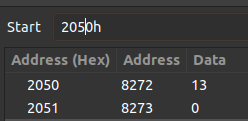 Start 2050h
Address (Hex) Address Data
2050 8272 13
2051 8273 0